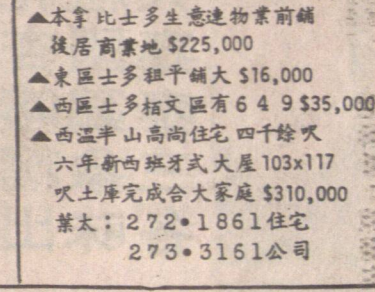 ▲本拿比士多生意連物業前鋪
後居商業地 $225,000
▲東區士多租平鋪大 $16,000
▲西區士多栢文區有 6 4 9 $35,000
▲西溫半山高尚住宅 四千餘呎
六年新西班牙式大屋 103x117
呎土庫完成合大家庭 $310,000
葉太：272•1861住宅
273•3161公司